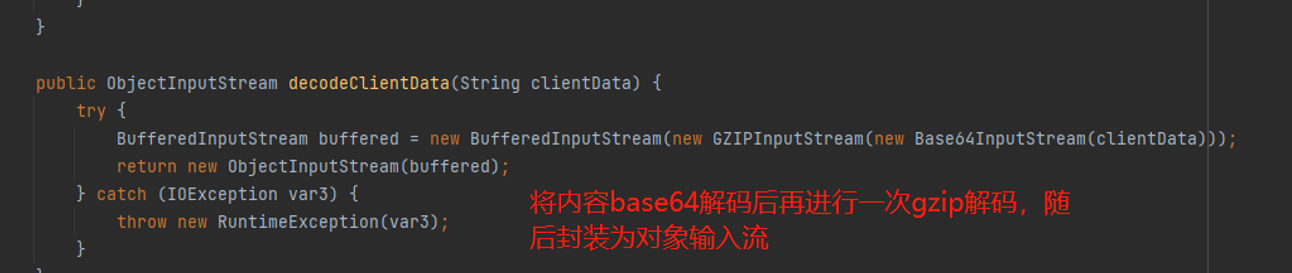 }
}
public ObjectInputStream decodeClientData(String clientData) {
try {
BufferedInputStream buffered = new BufferedInputStream(new GZIPInputStream(new Base64InputStream(clientData)));
return new ObjectInputStream(buffered);
} catch (IOException var3) {
throw new RuntimeException(var3);
}
将内容base64解码后再进行一次gzip解码，随
后封装为对象输入流